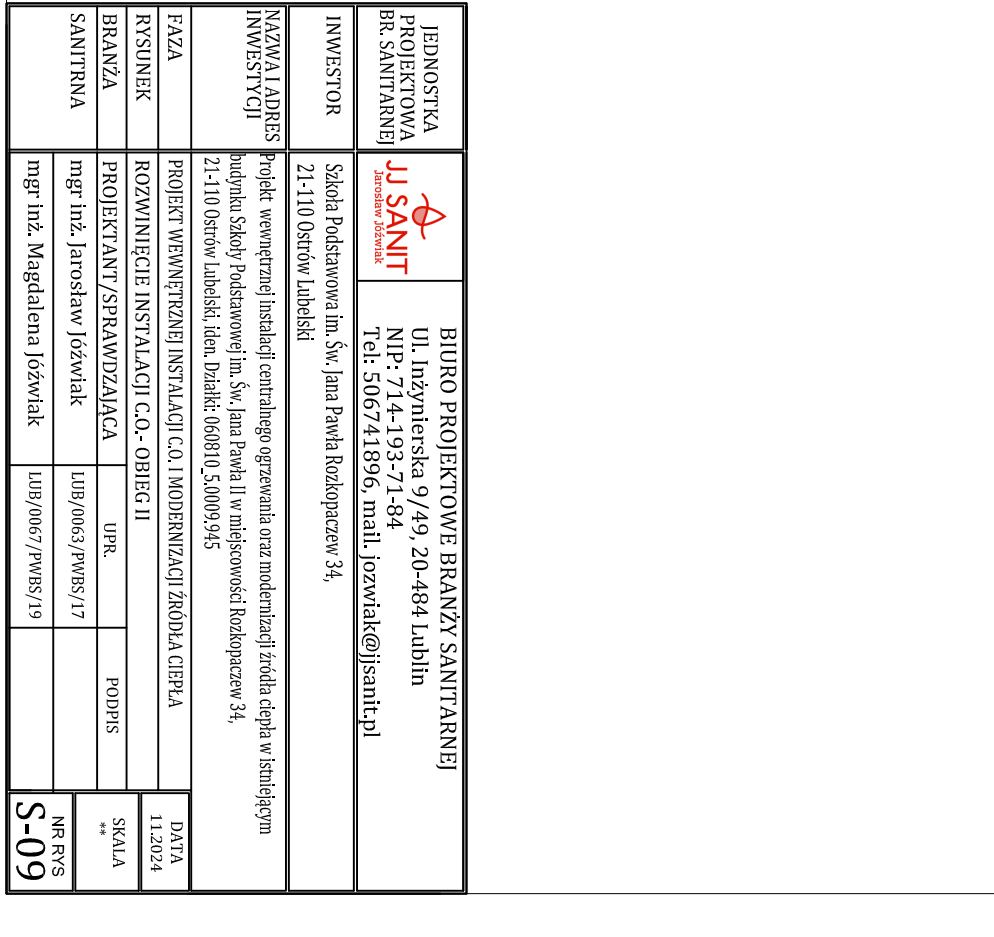 JEDNOSTKA
PROJEKTOWA
BR. SANITARNEJ
JJ SANIT
Jarosław Jóźwiak
BIURO PROJEKTOWE BRANŻY SANITARNEJ
Ul. Inżynierska 9/49, 20-484 Lublin
NIP: 714-193-71-84
Tel: 506741896, mail. jozwiak@jjsanit.pl
INWESTOR
Szkoła Podstawowa im. Św. Jana Pawła Rozkopaczew 34,
21-110 Ostrów Lubelski
NAZWA I ADRES
INWESTYCJI
Projekt wewnętrznej instalacji centralnego ogrzewania oraz modernizacji źródła ciepła w istniejącym
budynku Szkoły Podstawowej im. Św. Jana Pawła II w miejscowości Rozkopaczew 34,
21-110 Ostrów Lubelski, iden. Działki: 060810_5.0009.945
FAZA
PROJEKT WEWNĘTRZNEJ INSTALACJI C.O. I MODERNIZACJI ŹRÓDŁA CIEPŁA
DATA
11.2024
RYSUNEK
ROZWINIĘCIE INSTALACJI C.O.- OBIEG II
BRANŻA
PROJEKTANT/SPRAWDZAJĄCA
UPR.
PODPIS
SKALA
**
SANITRNA
mgr inż. Jarosław Jóźwiak
LUB/0063/PWBS/17
mgr inż. Magdalena Jóźwiak
LUB/0067/PWBS/19
NR RYS
S-09